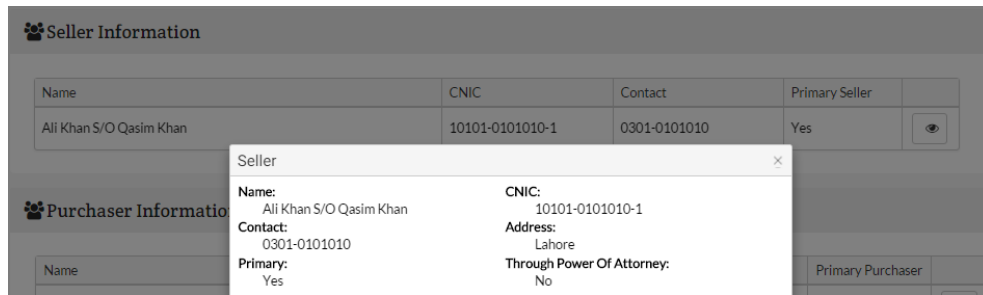 Seller Information
Name CNIC Contact Primary Seller
Ali Khan S/O Qasim Khan 10101-0101010-1 0301-0101010 Yes
Seller ×
Name: CNIC:
Ali Khan S/O Qasim Khan 10101-0101010-1
Contact: Address:
0301-0101010 Lahore
Primary: Through Power Of Attorney:
Yes No
Purchaser Informatio
Name Primary Purchaser